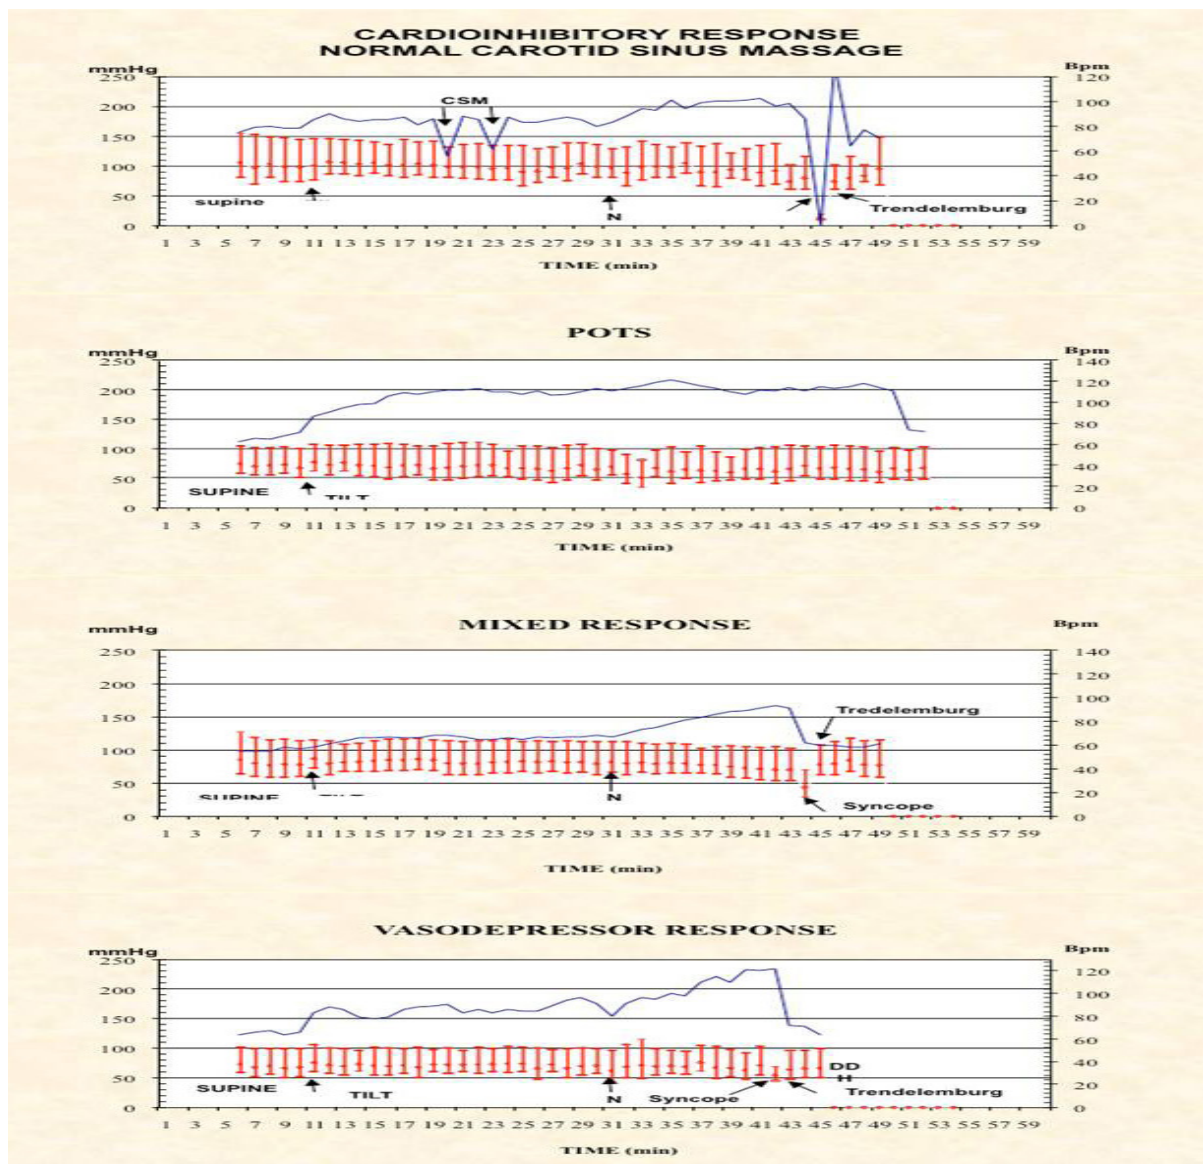 CARDIOINHIBITORY RESPONSE
NORMAL CAROTID SINUS MASSAGE
mmHg Bpm
250 120
200 100
150 80
100 60
50 40
0 20
0
CSM
supine
N
Trendelemburg
1 3 5 7 9 11 13 15 17 19 21 23 25 27 29 31 33 35 37 39 41 43 45 47 49 51 53 55 57 59
TIME (min)
POTS
mmHg Bpm
250 140
200 120
150 100
100 80
50 60
0 40
20
0
SUPINE
TILT
1 3 5 7 9 11 13 15 17 19 21 23 25 27 29 31 33 35 37 39 41 43 45 47 49 51 53 55 57 59
TIME (min)
MIXED RESPONSE
mmHg Bpm
250 140
200 120
150 100
100 80
50 60
0 40
20
0
Tredelemburg
SUPINE
TILT
N
Syncope
1 3 5 7 9 11 13 15 17 19 21 23 25 27 29 31 33 35 37 39 41 43 45 47 49 51 53 55 57 59
TIME (min)
VASODEPRESSOR RESPONSE
mmHg Bpm
250 120
200 100
150 80
100 60
50 40
0 20
0
DD
H
SUPINE
TILT
N
Syncope
Trendelemburg
1 3 5 7 9 11 13 15 17 19 21 23 25 27 29 31 33 35 37 39 41 43 45 47 49 51 53 55 57 59
TIME (min)